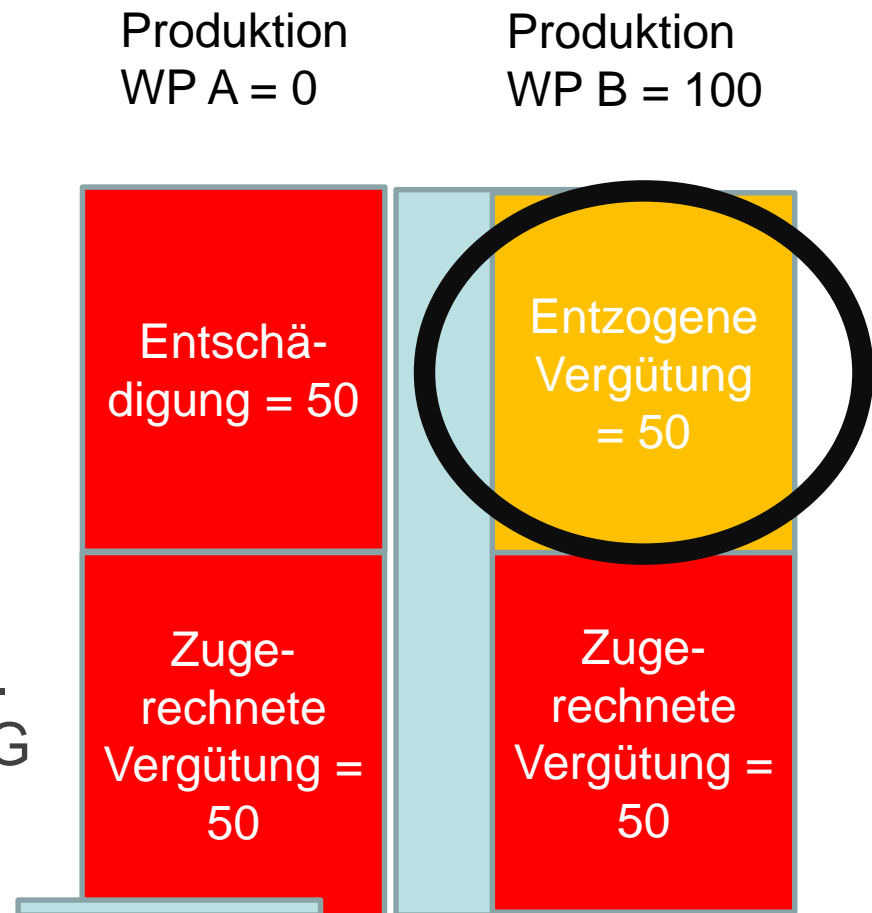 Produktion
WP A = 0
Produktion
WP B = 100
Entschä-
digung = 50
Entzogene
Vergütung
= 50
Zuge-
rechnete
Vergütung =
50
Zuge-
rechnete
Vergütung =
50
.
G